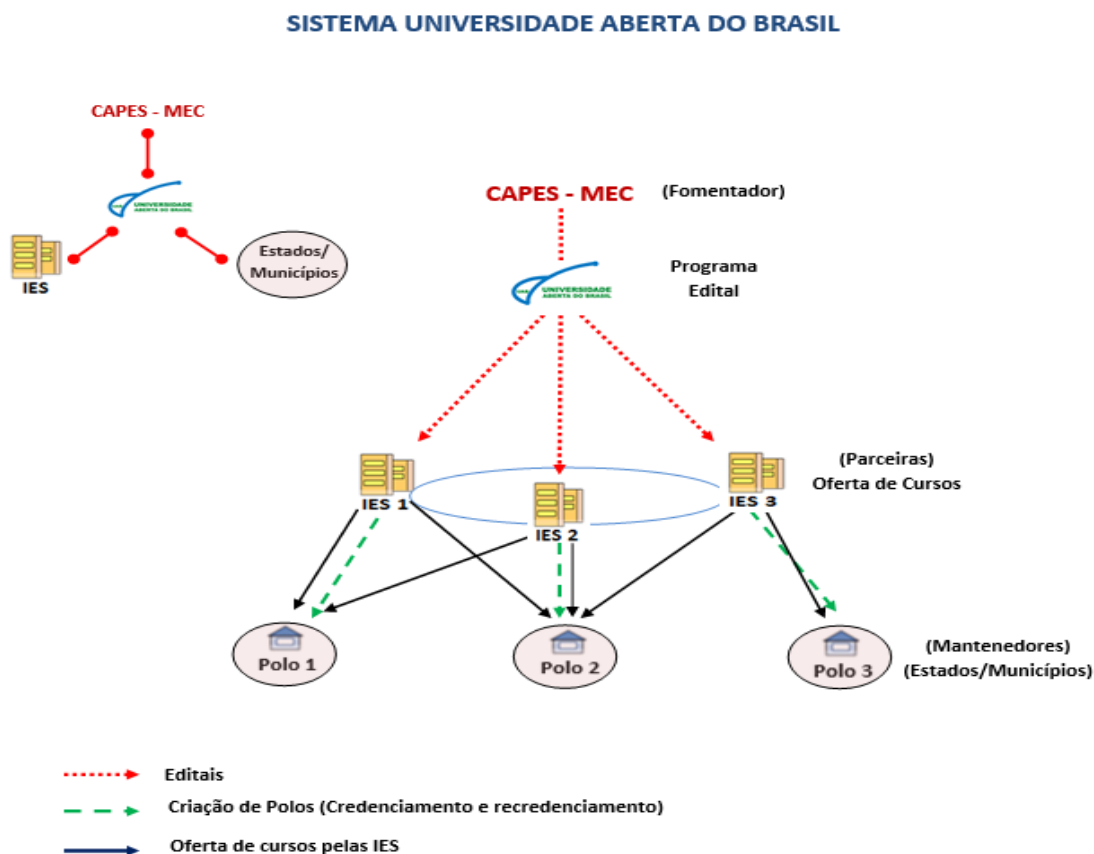 SISTEMA UNIVERSIDADE ABERTA DO BRASIL
CAPES - MEC
UNIVERSIDADE
ABERTA DO BRASIL
IES
Estados/
Municípios
CAPES - MEC
(Fomentador)
UNIVERSIDADE
ABERTA DO BRASIL
Programa
Edital
IES 1
IES 2
IES 3
(Parceiras)
Oferta de Cursos
Polo 1
Polo 2
Polo 3
(Mantenedores)
(Estados/Municípios)
Editais
Criação de Polos (Credenciamento e recredenciamento)
Oferta de cursos pelas IES